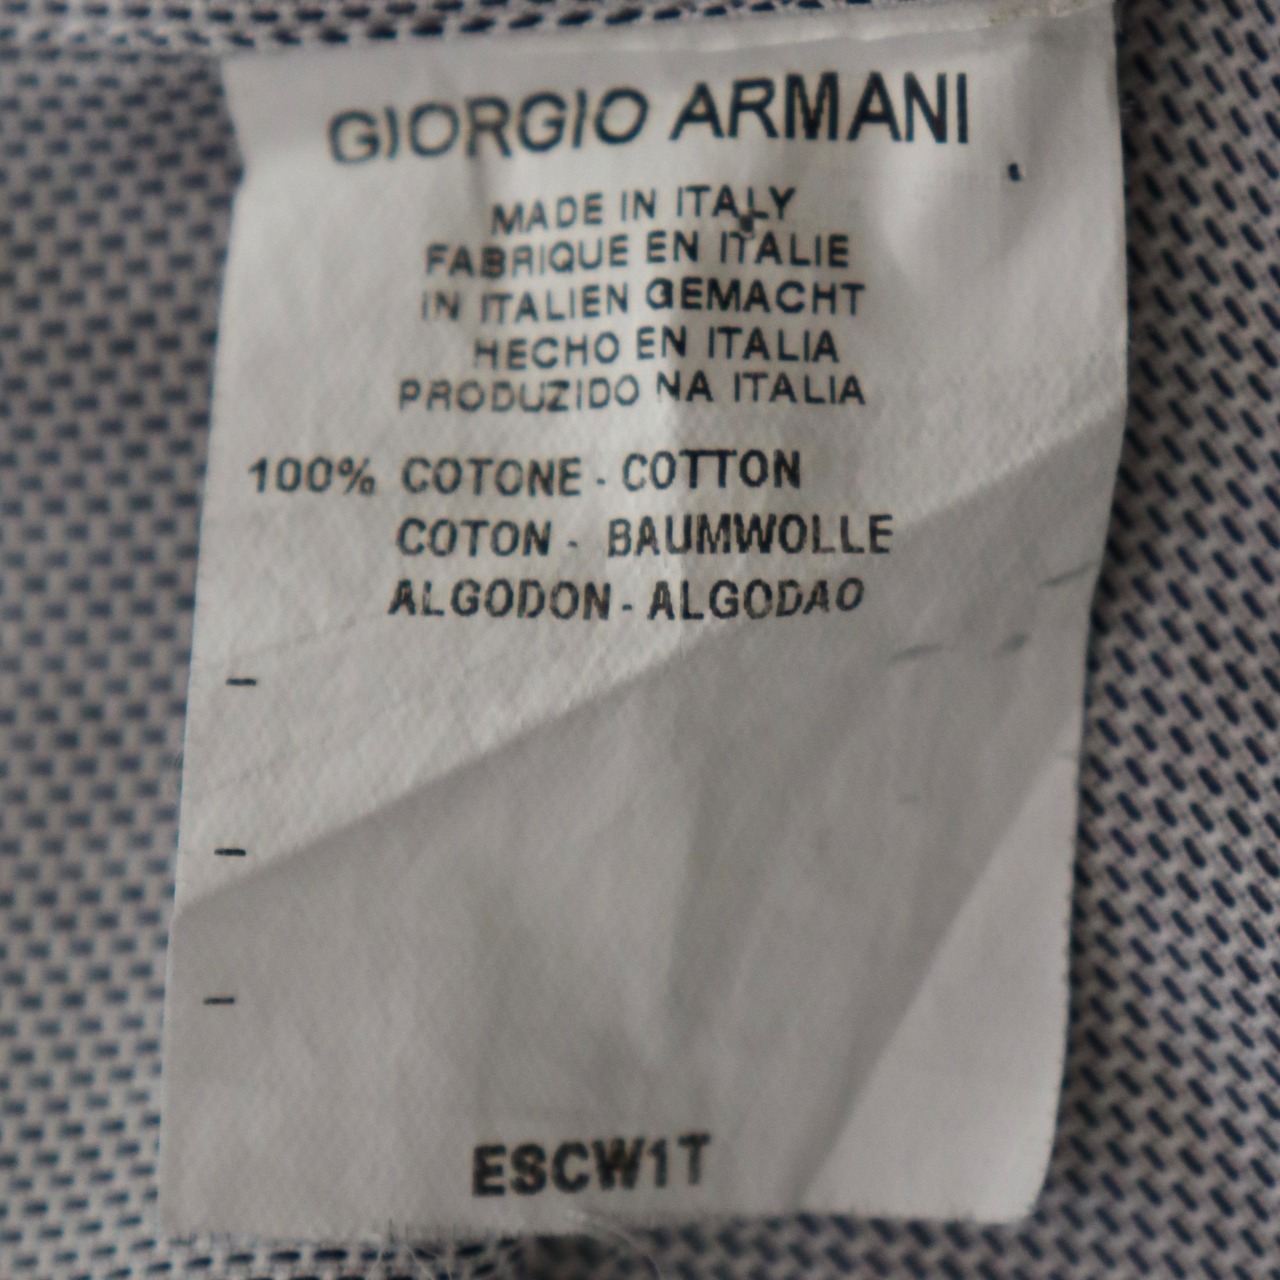 GIORGIO ARMANI
MADE IN ITALY
FABRIQUE EN ITALIE
IN ITALIEN GEMACHT
HECHO EN ITALIA
PRODUZIDO NA ITALIA
100% COTONE - COTTON
COTON - BAUMWOLLE
ALGODON - ALGODAO
ESCW1T